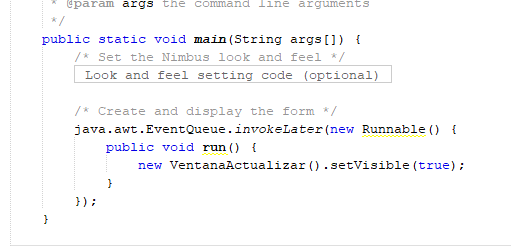 * @param args the command line arguments
*/
public static void main(String args[]) {
/* Set the Nimbus look and feel */
Look and feel setting code (optional)
/* Create and display the form */
java.awt.EventQueue.invokeLater(new Runnable() {
public void run() {
new VentanaActualizar().setVisible(true);
}
});
}